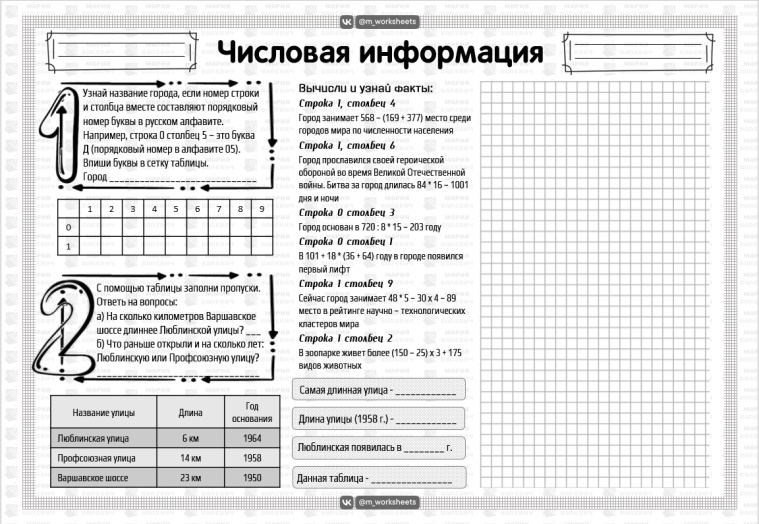 @m_worksheets
Числовая информация
1
Узнай название города, если номер строки
и столбца вместе составляют порядковый
номер буквы в русском алфавите.
Например, строка 0 столбец 5 – это буква
Д (порядковый номер в алфавите 05).
Впиши буквы в сетку таблицы.
Город ____________________________
1 2 3 4 5 6 7 8 9
0
1
2
С помощью таблицы заполни пропуски.
Ответь на вопросы:
а) На сколько километров Варшавское
шоссе длиннее Люблинской улицы? ___
б) Что раньше открыли и на сколько лет:
Люблинскую или Профсоюзную улицу?
_______________________________
Название улицы Длина Год
основания
Люблинская улица 6 км 1964
Профсоюзная улица 14 км 1958
Варшавское шоссе 23 км 1950
Вычисли и узнай факты:
Строка 1, столбец 4
Город занимает 568 – (169 + 377) место среди
городов мира по численности населения
Строка 1, столбец 6
Город прославился своей героической
обороной во время Великой Отечественной
войны. Битва за город длилась 84 * 16 – 1001
дня и ночи
Строка 0 столбец 3
Город основан в 720 : 8 * 15 – 203 году
Строка 0 столбец 1
В 101 + 18 * (36 + 64) году в городе появился
первый лифт
Строка 1 столбец 9
Сейчас город занимает 48 * 5 – 30 х 4 – 89
место в рейтинге научно – технологических
кластеров мира
Строка 1 столбец 2
В зоопарке живет более (150 – 25) х 3 + 175
видов животных
Самая длинная улица - ____________
Длина улицы (1958 г.) - ____________
Люблинская появилась в ________ г.
Данная таблица - ________________
@m_worksheets